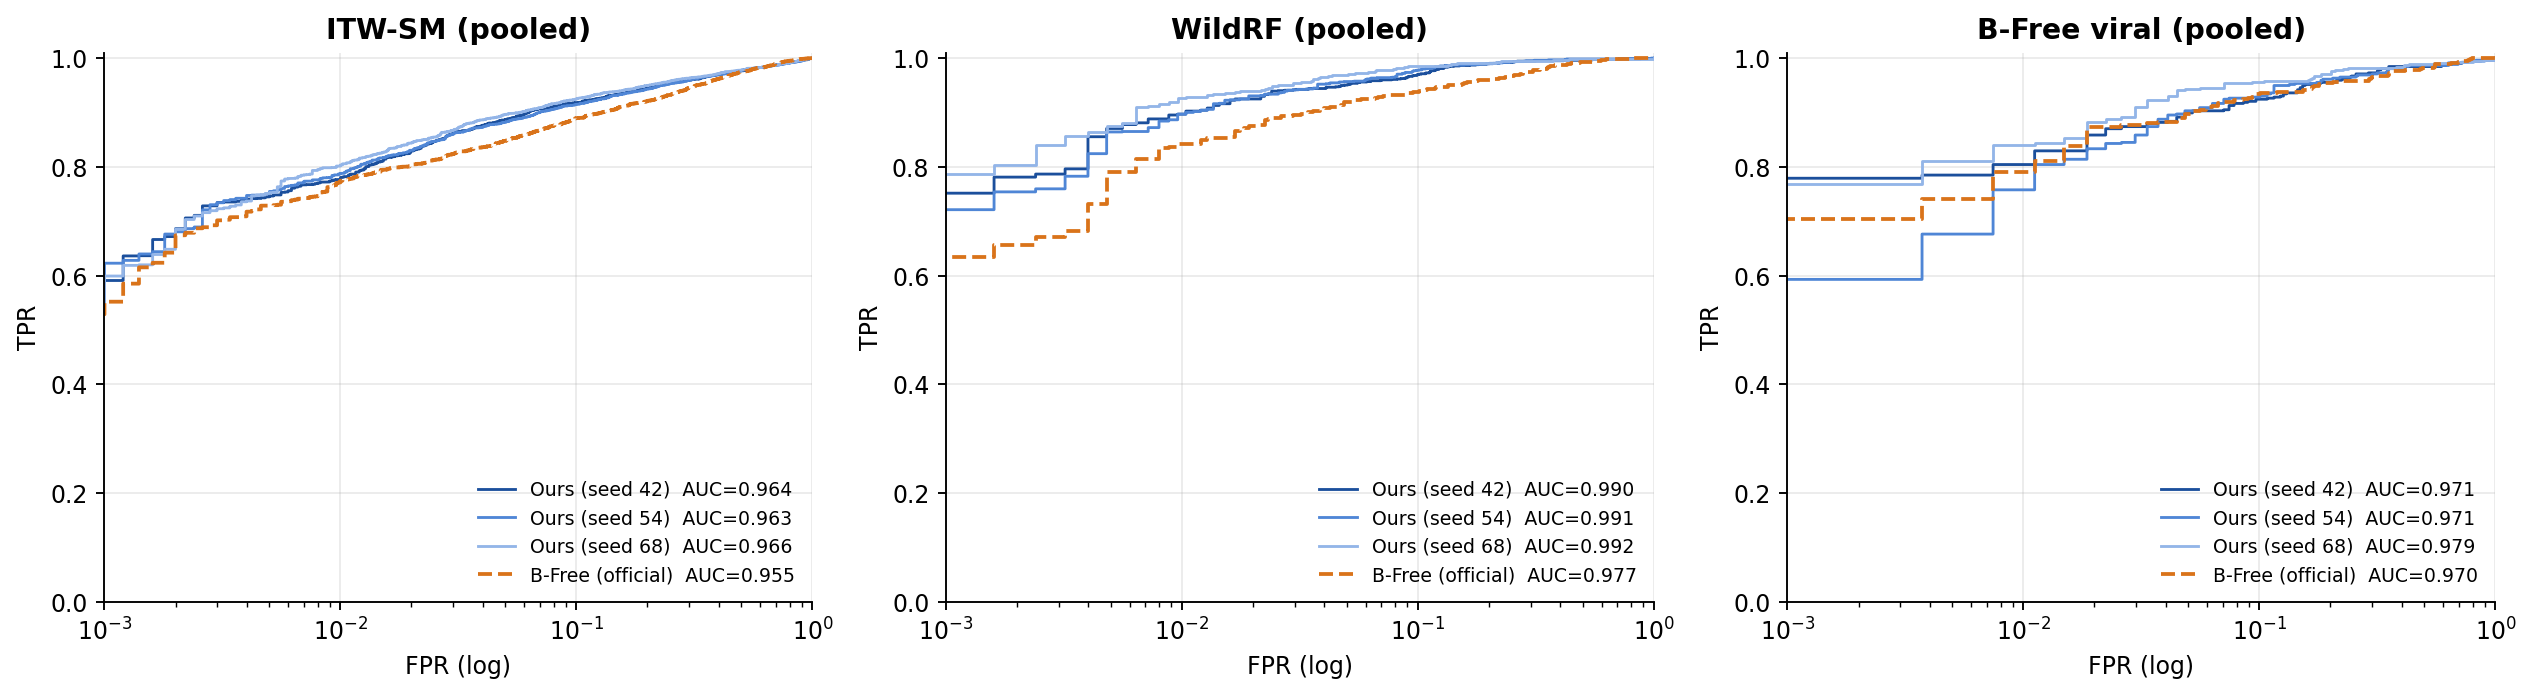 ITW-SM (pooled)
1.0
0.8
0.6
0.4
0.2
0.0
TPR
10⁻³
10⁻²
10⁻¹
10⁰
FPR (log)
Ours (seed 42) AUC=0.964
Ours (seed 54) AUC=0.963
Ours (seed 68) AUC=0.966
B-Free (official) AUC=0.955
WildRF (pooled)
1.0
0.8
0.6
0.4
0.2
0.0
TPR
10⁻³
10⁻²
10⁻¹
10⁰
FPR (log)
Ours (seed 42) AUC=0.990
Ours (seed 54) AUC=0.991
Ours (seed 68) AUC=0.992
B-Free (official) AUC=0.977
B-Free viral (pooled)
1.0
0.8
0.6
0.4
0.2
0.0
TPR
10⁻³
10⁻²
10⁻¹
10⁰
FPR (log)
Ours (seed 42) AUC=0.971
Ours (seed 54) AUC=0.971
Ours (seed 68) AUC=0.979
B-Free (official) AUC=0.970